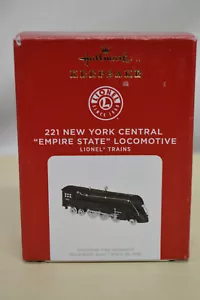 Hallmark
KEEPSAKE
LIONEL
221 NEW YORK CENTRAL
"EMPIRE STATE" LOCOMOTIVE
LIONEL TRAINS